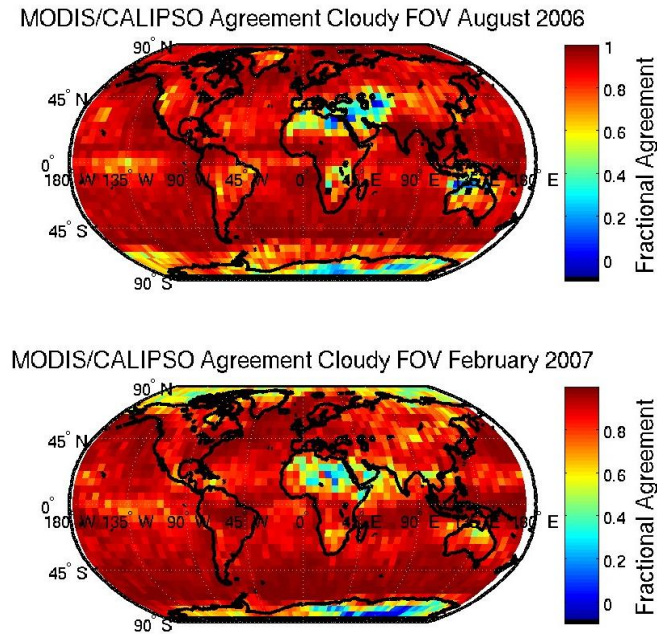 MODIS/CALIPSO Agreement Cloudy FOV August 2006
90° N
45° N
0°
180° W 135° W 90° W 45° W 0° 45° E 90° E 135° E 180° E
45° S
90° S
1
0.8
0.6
0.4
0.2
0
Fractional Agreement
MODIS/CALIPSO Agreement Cloudy FOV February 2007
90° N
45° N
0°
180° W 135° W 90° W 45° W 0° 45° E 90° E 135° E 180° E
45° S
90° S
0.8
0.6
0.4
0.2
0
Fractional Agreement